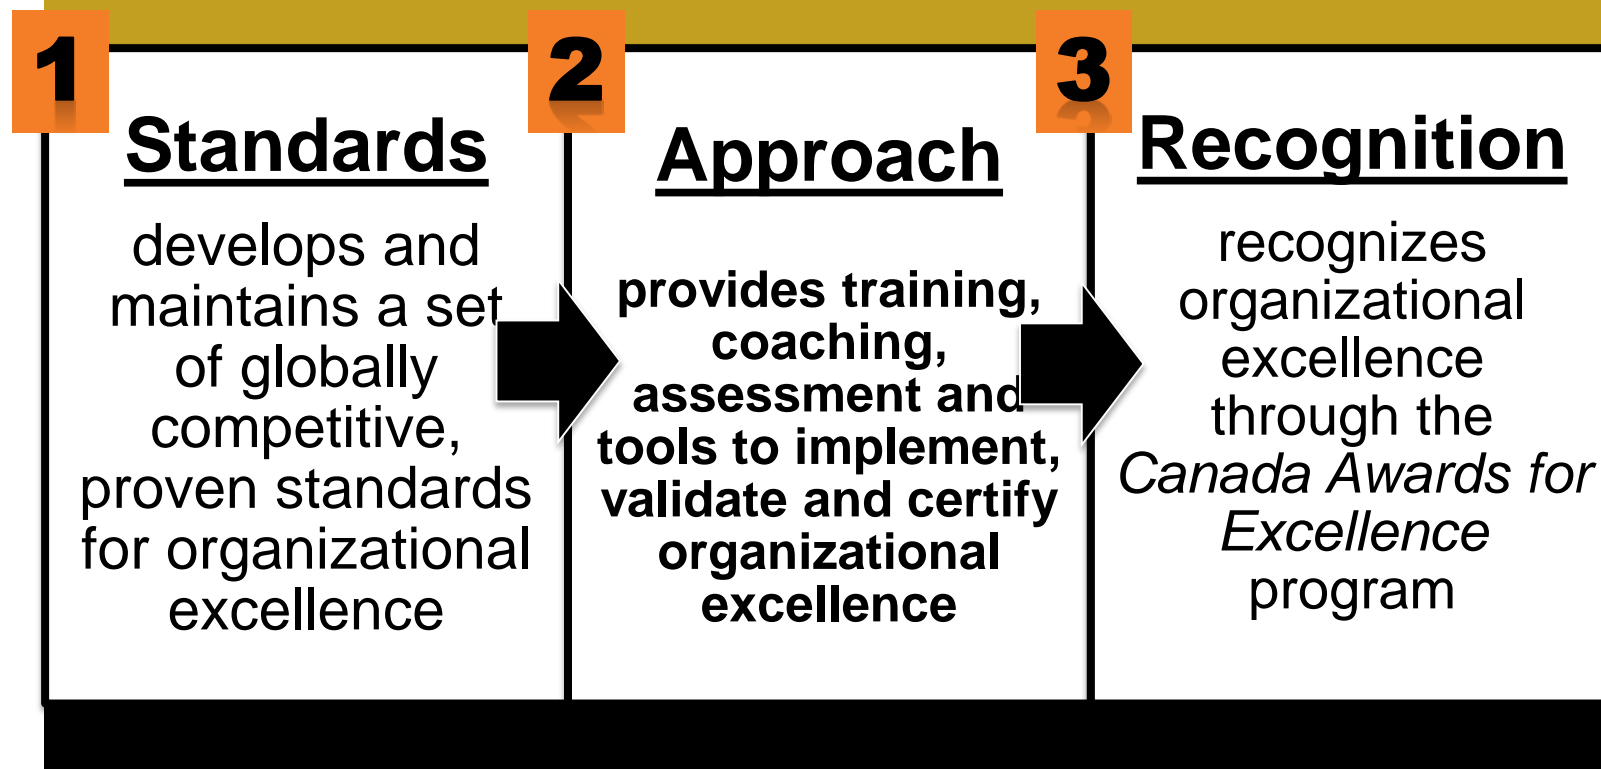 1
Standards
develops and
maintains a set
of globally
competitive,
proven standards
for organizational
excellence
2
Approach
provides training,
coaching,
assessment and
tools to implement,
validate and certify
organizational
excellence
3
Recognition
recognizes
organizational
excellence
through the
Canada Awards for
Excellence
program